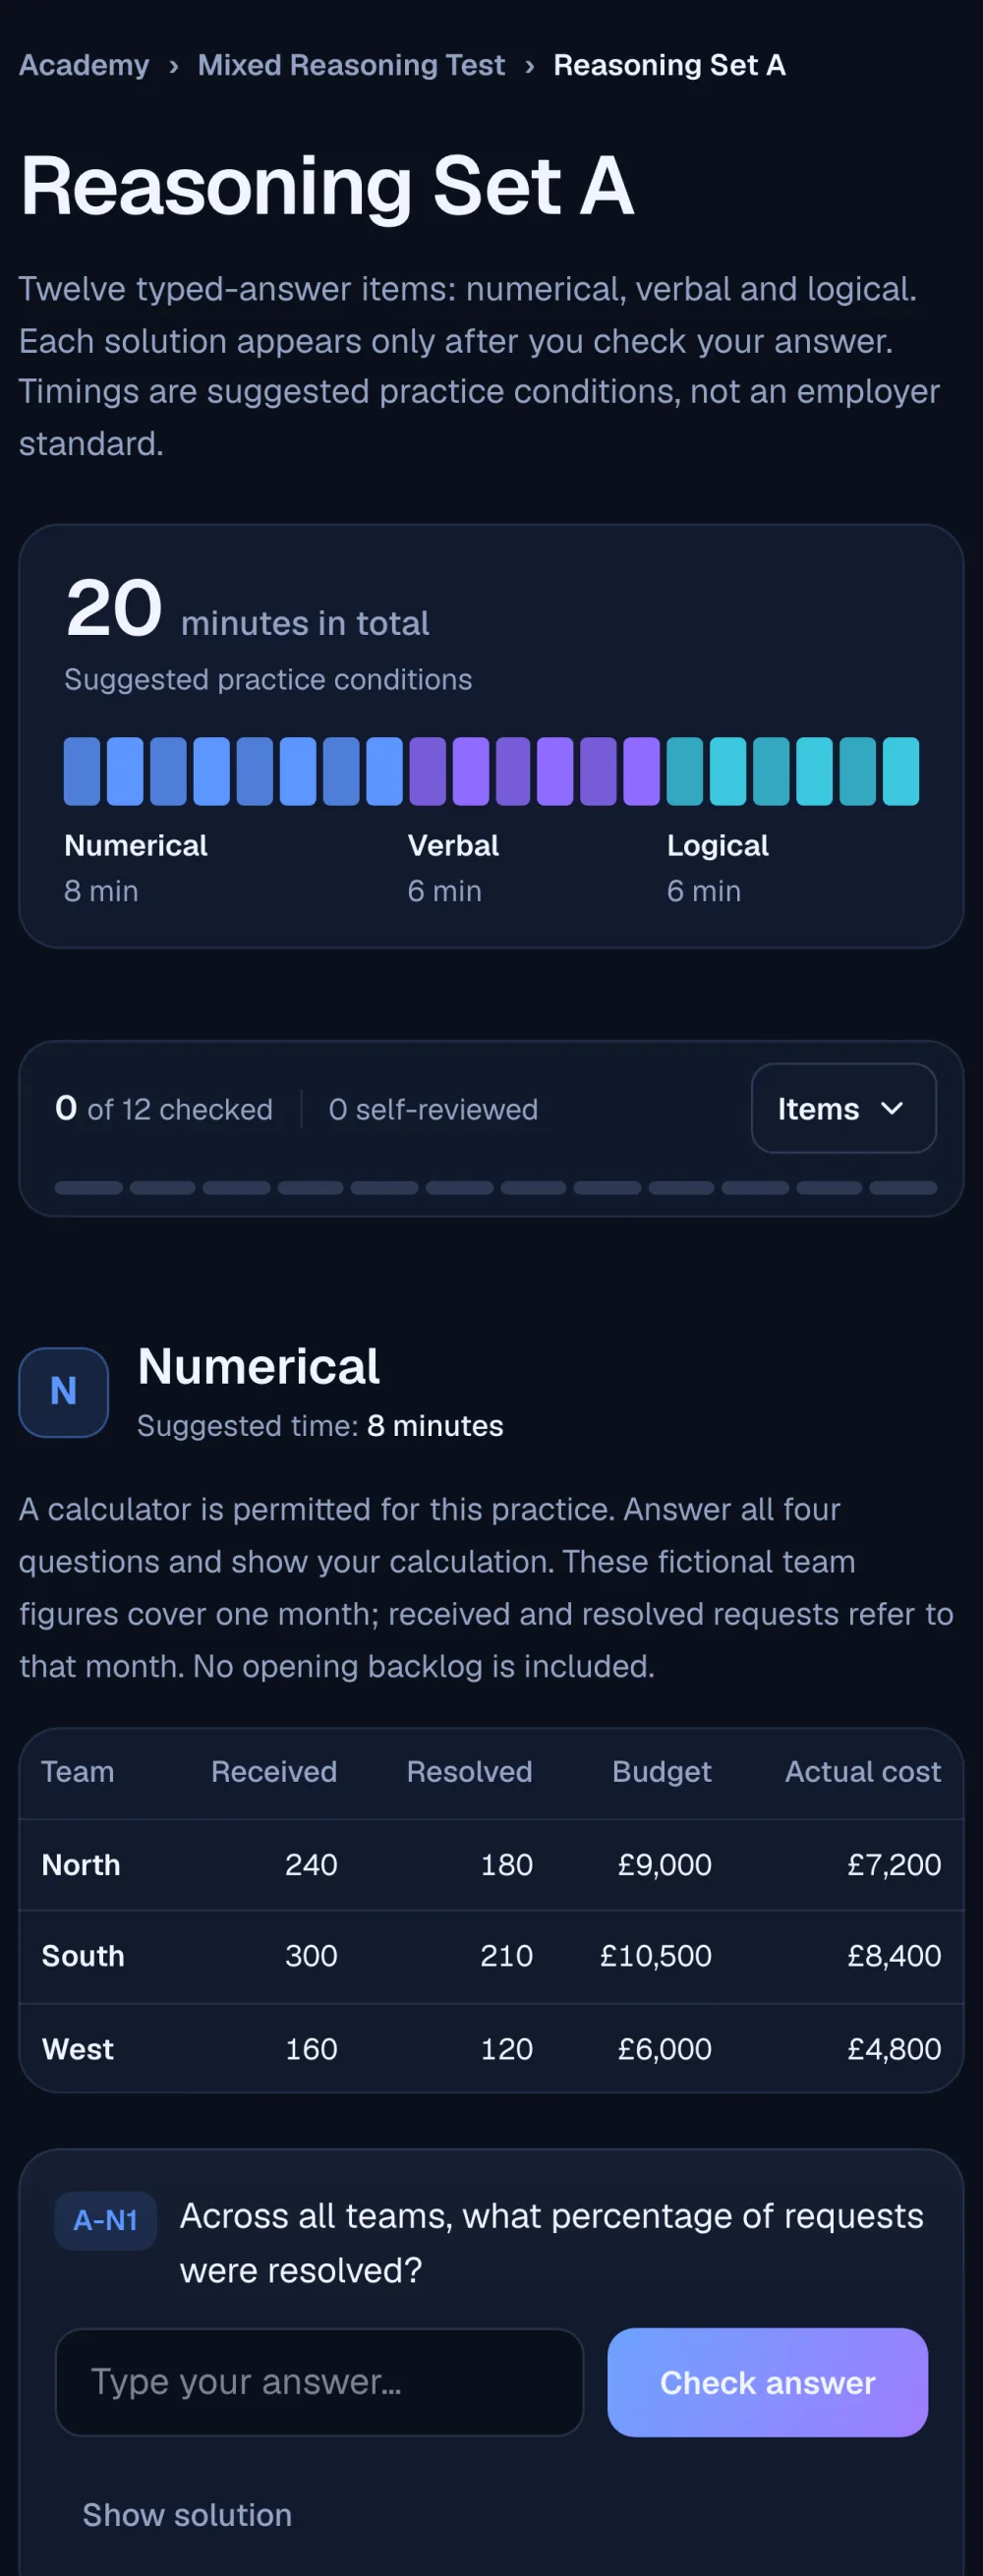 Academy › Mixed Reasoning Test › Reasoning Set A
Reasoning Set A
Twelve typed-answer items: numerical, verbal and logical.
Each solution appears only after you check your answer.
Timings are suggested practice conditions, not an employer
standard.
20 minutes in total
Suggested practice conditions
Numerical Verbal Logical
8 min 6 min 6 min
0 of 12 checked 0 self-reviewed Items
N Numerical
Suggested time: 8 minutes
A calculator is permitted for this practice. Answer all four
questions and show your calculation. These fictional team
figures cover one month; received and resolved requests refer to
that month. No opening backlog is included.
Team Received Resolved Budget Actual cost
North 240 180 £9,000 £7,200
South 300 210 £10,500 £8,400
West 160 120 £6,000 £4,800
A-N1 Across all teams, what percentage of requests
were resolved?
Type your answer... Check answer
Show solution